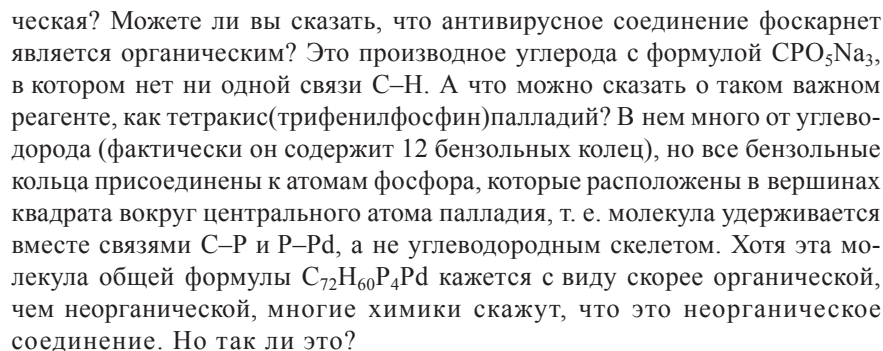 ческая? Можете ли вы сказать, что антивирусное соединение фоскарнет
является органическим? Это производное углерода с формулой CPO₅Na₃,
в котором нет ни одной связи С–Н. А что можно сказать о таком важном
реагенте, как тетракис(трифенилфосфин)палладий? В нем много от углево-
дорода (фактически он содержит 12 бензольных колец), но все бензольные
кольца присоединены к атомам фосфора, которые расположены в вершинах
квадрата вокруг центрального атома палладия, т. е. молекула удерживается
вместе связями С–Р и Р–Pd, а не углеводородным скелетом. Хотя эта мо-
лекула общей формулы C₇₂H₆₀P₄Pd кажется с виду скорее органической,
чем неорганической, многие химики скажут, что это неорганическое
соединение. Но так ли это?